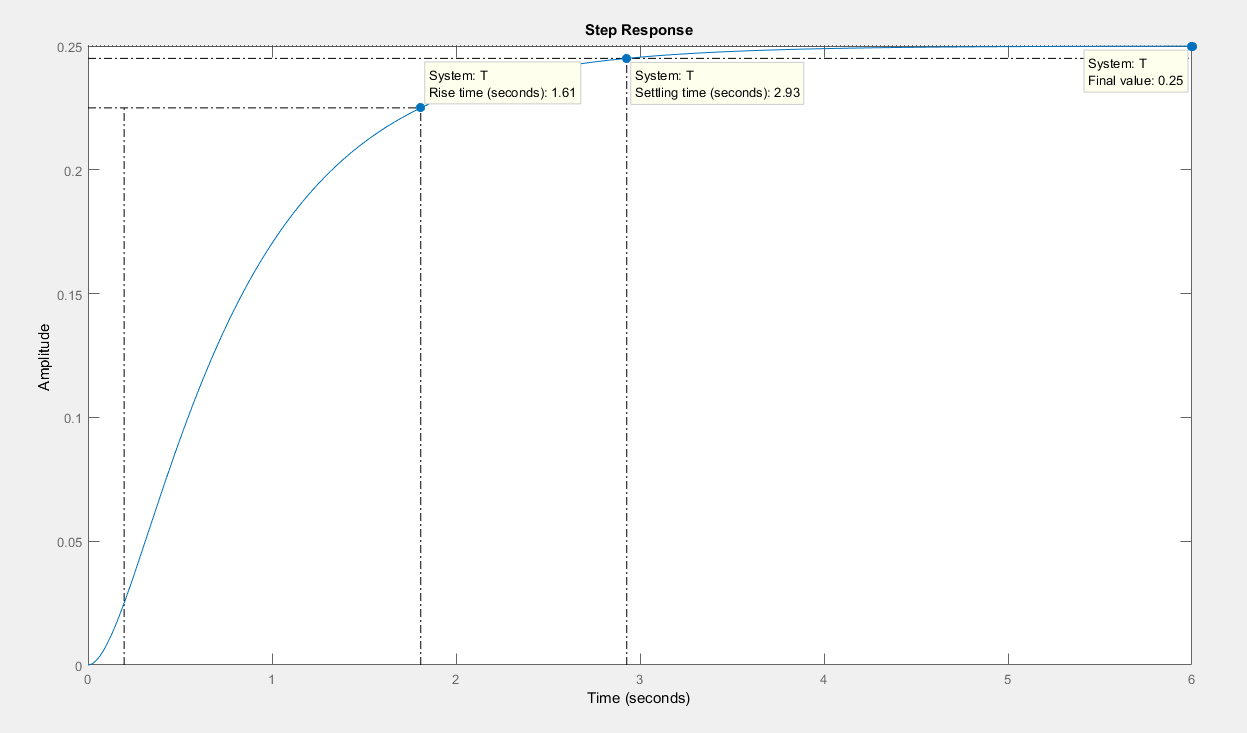 Step Response
0.25
System: T
Rise time (seconds): 1.61
System: T
Settling time (seconds): 2.93
System: T
Final value: 0.25
0.2
0.15
Amplitude
0.1
0.05
0
0 1 2 3 4 5 6
Time (seconds)